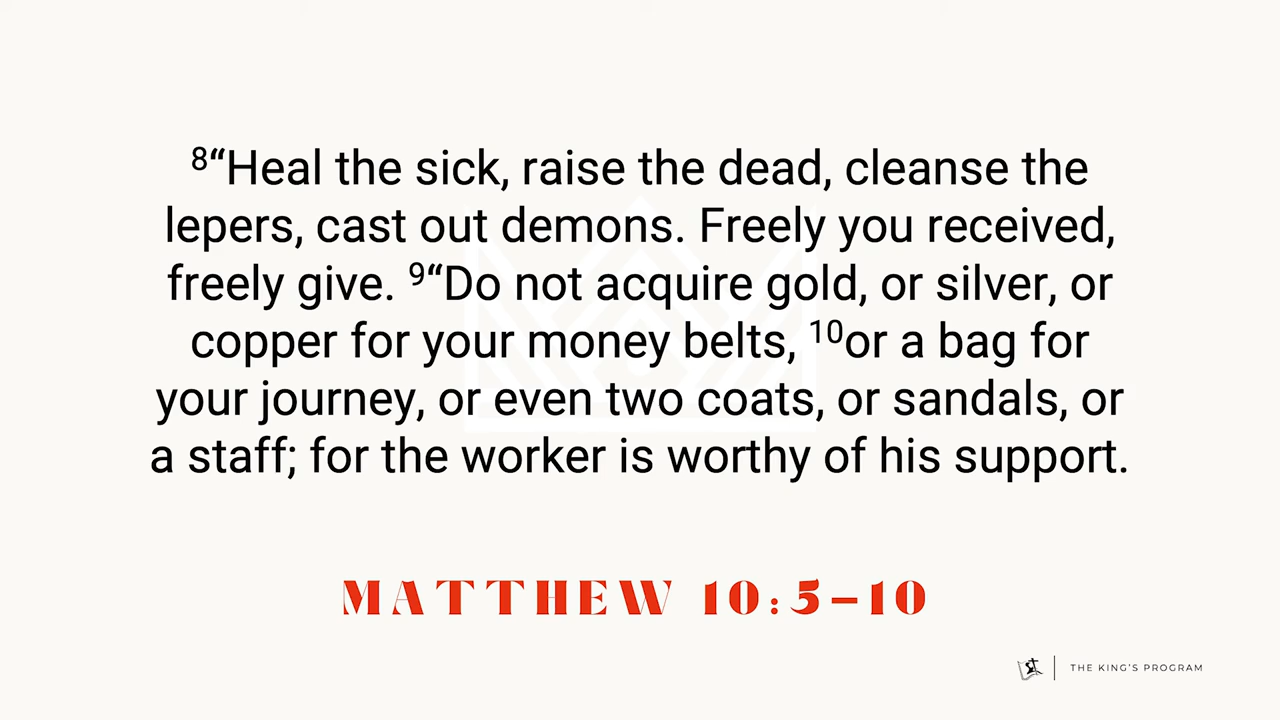 ⁸“Heal the sick, raise the dead, cleanse the
lepers, cast out demons. Freely you received,
freely give. ⁹“Do not acquire gold, or silver, or
copper for your money belts, ¹⁰or a bag for
your journey, or even two coats, or sandals, or
a staff; for the worker is worthy of his support.
MATTHEW 10:5–10
THE KING'S PROGRAM